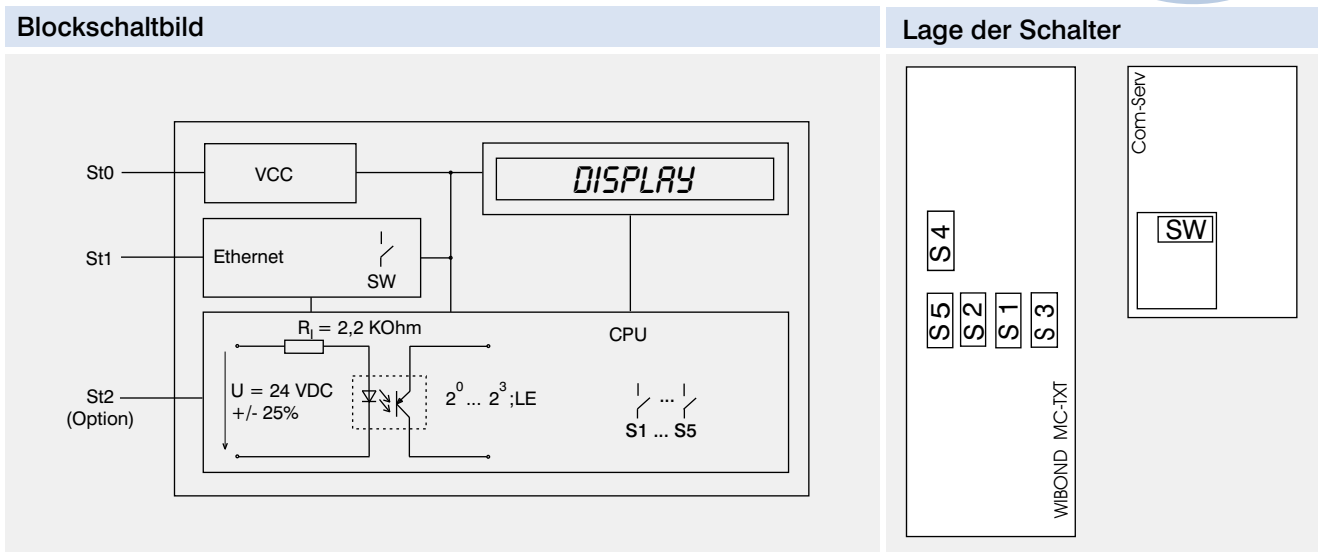 Blockschaltbild
Lage der Schalter
St0
VCC
DISPLAY
St1
Ethernet
SW
RI = 2,2 KOhm
CPU
St2
(Option)
U = 24 VDC
+/- 25%
2^0 ... 2^3 ;LE
...
S1 ... S5
S4
S5
S2
S1
S3
WIBOND MC-TXT
Com-Serv
SW